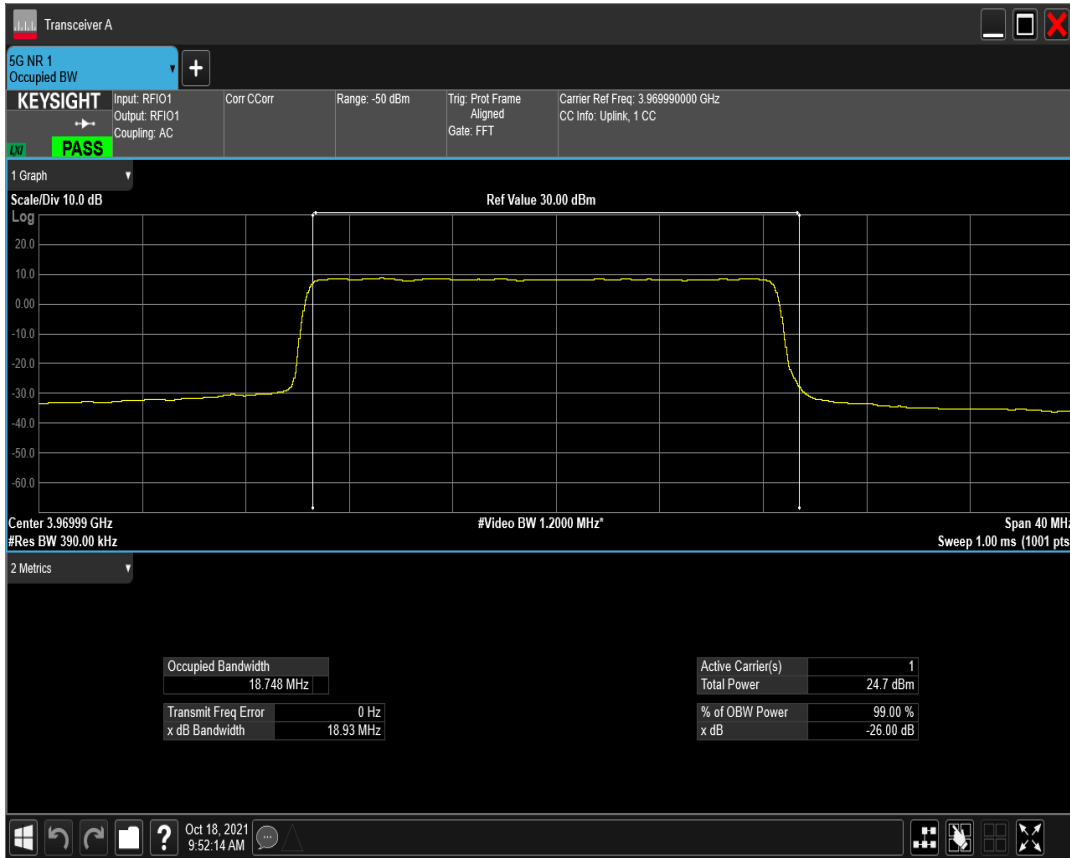 Transceiver A
5G NR 1
Occupied BW
KEYSIGHT
LXI
PASS
Input: RFIO1
Output: RFIO1
Coupling: AC
Corr CCorr
Range: -50 dBm
Trig: Prot Frame
Aligned
Gate: FFT
Carrier Ref Freq: 3.969990000 GHz
CC Info: Uplink, 1 CC
1 Graph
Scale/Div 10.0 dB
Ref Value 30.00 dBm
Log
20.0
10.0
0.00
-10.0
-20.0
-30.0
-40.0
-50.0
-60.0
Center 3.96999 GHz
#Video BW 1.2000 MHz*
Span 40 MHz
#Res BW 390.00 kHz
Sweep 1.00 ms (1001 pts
2 Metrics
Occupied Bandwidth
18.748 MHz
Transmit Freq Error 0 Hz
x dB Bandwidth 18.93 MHz
Active Carrier(s) 1
Total Power 24.7 dBm
% of OBW Power 99.00 %
x dB -26.00 dB
?
Oct 18, 2021
9:52:14 AM